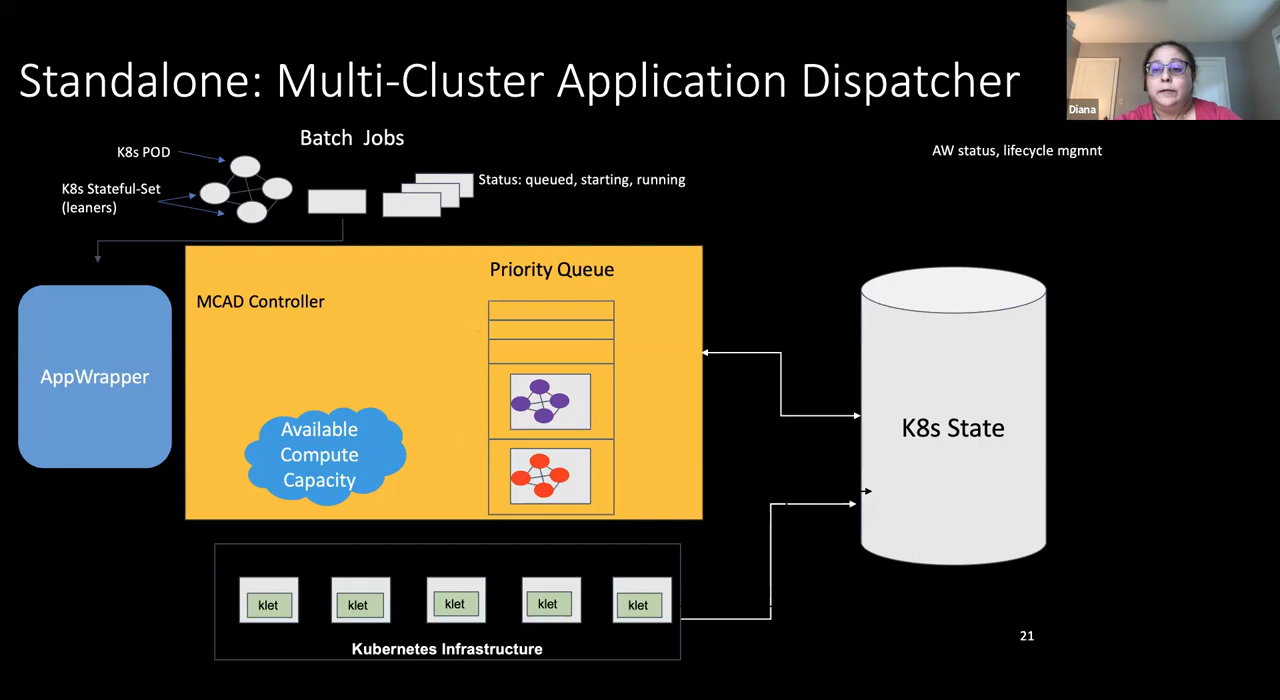 Standalone: Multi-Cluster Application Dispatcher
Diana
Batch Jobs
AW status, lifecycle mgmnt
K8s POD
K8s Stateful-Set
(leaners)
Status: queued, starting, running
Priority Queue
MCAD Controller
AppWrapper
Available
Compute
Capacity
K8s State
klet
klet
klet
klet
klet
Kubernetes Infrastructure
21